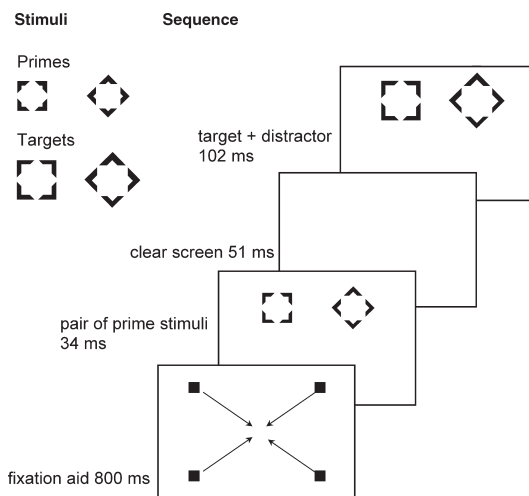 Stimuli
Sequence
Primes
Targets
target + distractor
102 ms
clear screen 51 ms
pair of prime stimuli
34 ms
fixation aid 800 ms